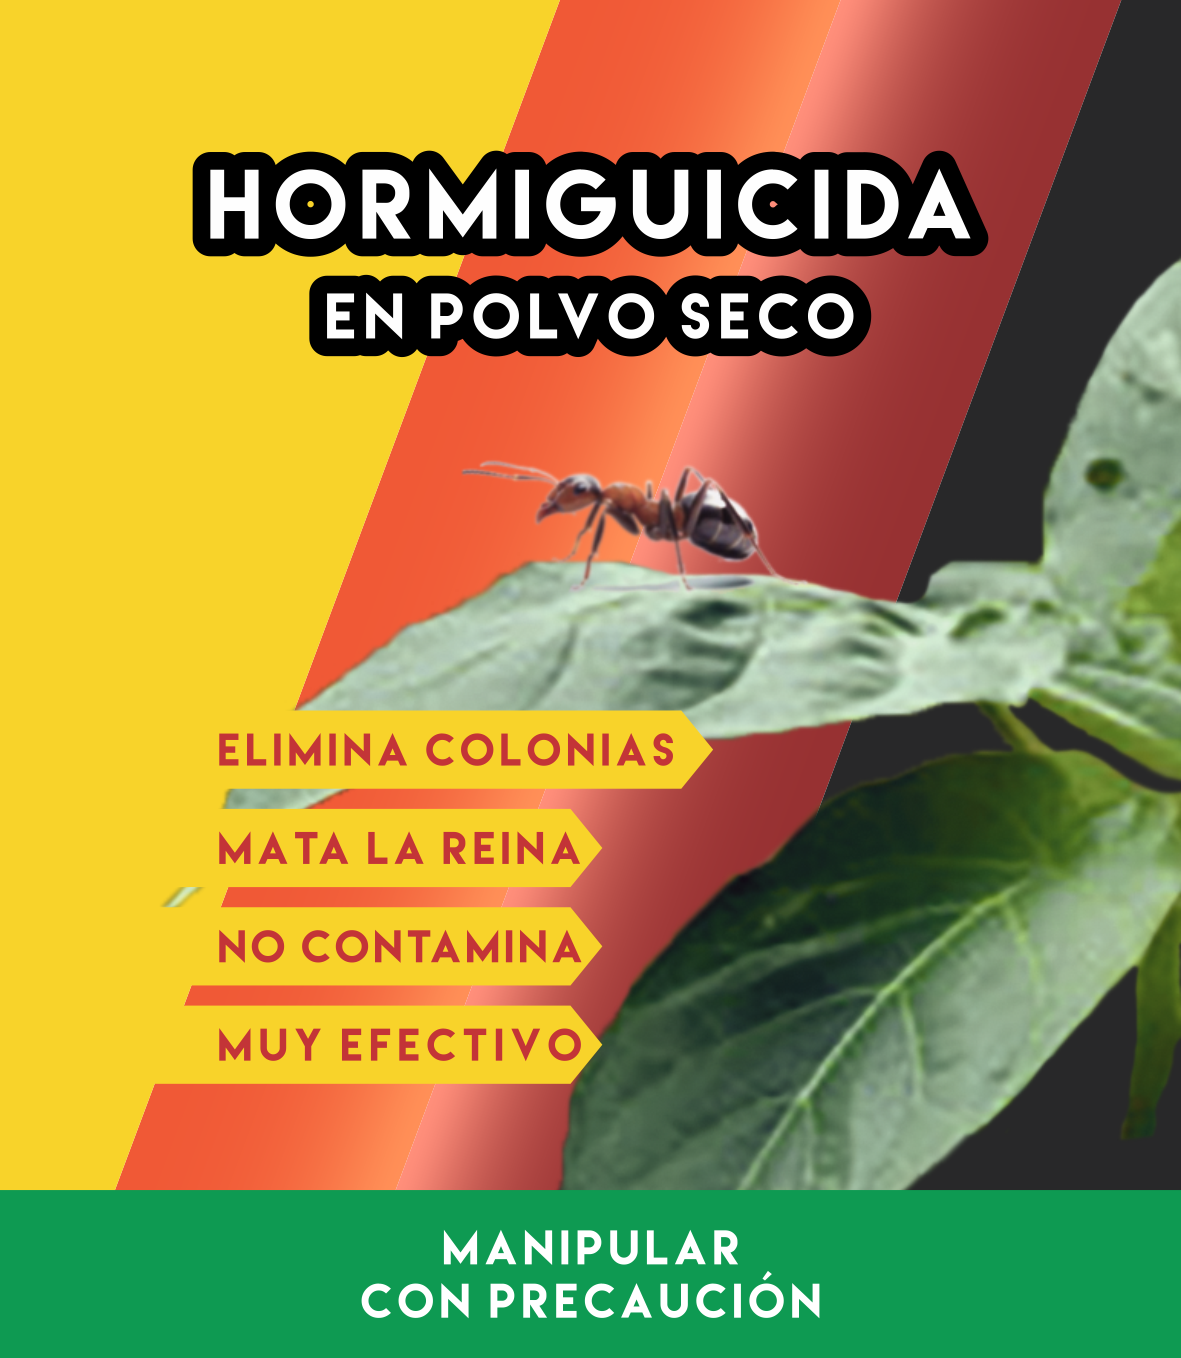 HORMIGUICIDA
EN POLVO SECO
ELIMINA COLONIAS
MATA LA REINA
NO CONTAMINA
MUY EFECTIVO
MANIPULAR
CON PRECAUCIÓN